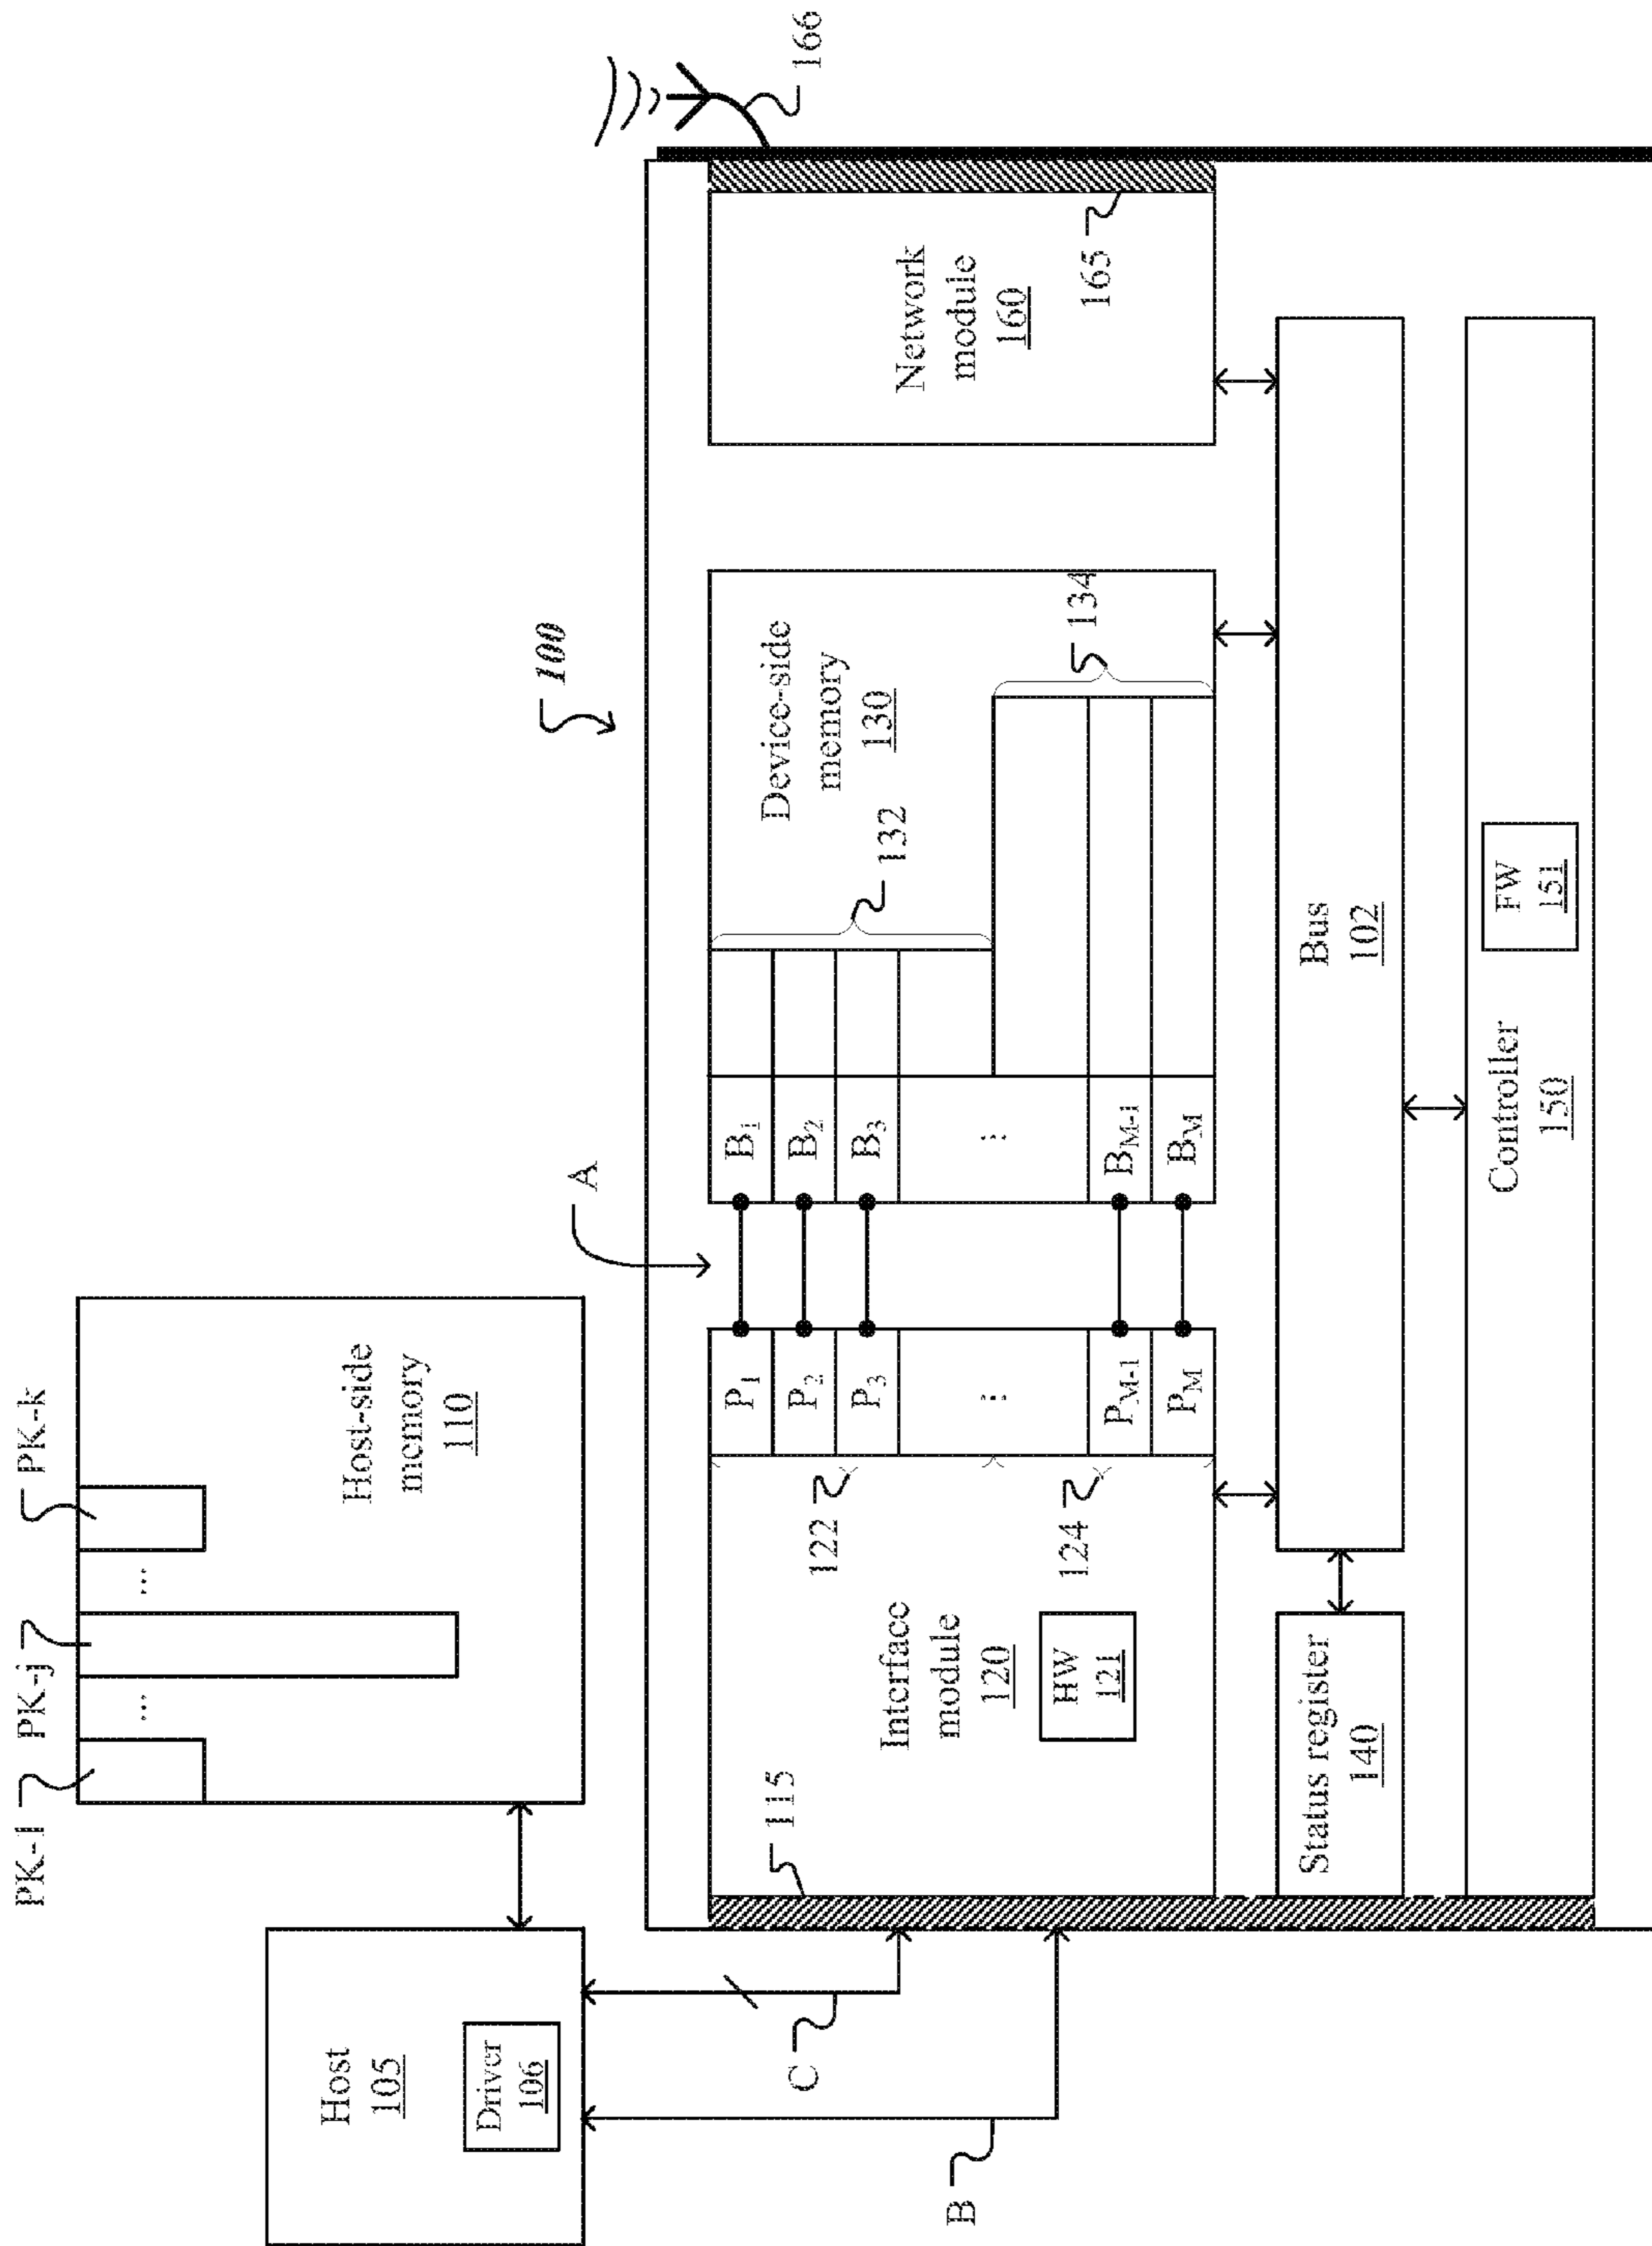 PK-1
PK-j
PK-k
...
...
Host-side
memory
110
Host
105
Driver
106
C
B
A
100
115
Interface
module
120
HW
121
122
124
P1
P2
P3
...
PM-1
PM
B1
B2
B3
...
BM-1
BM
132
134
Device-side
memory
130
Network
module
160
165
166
Status register
140
Bus
102
Controller
150
FW
151